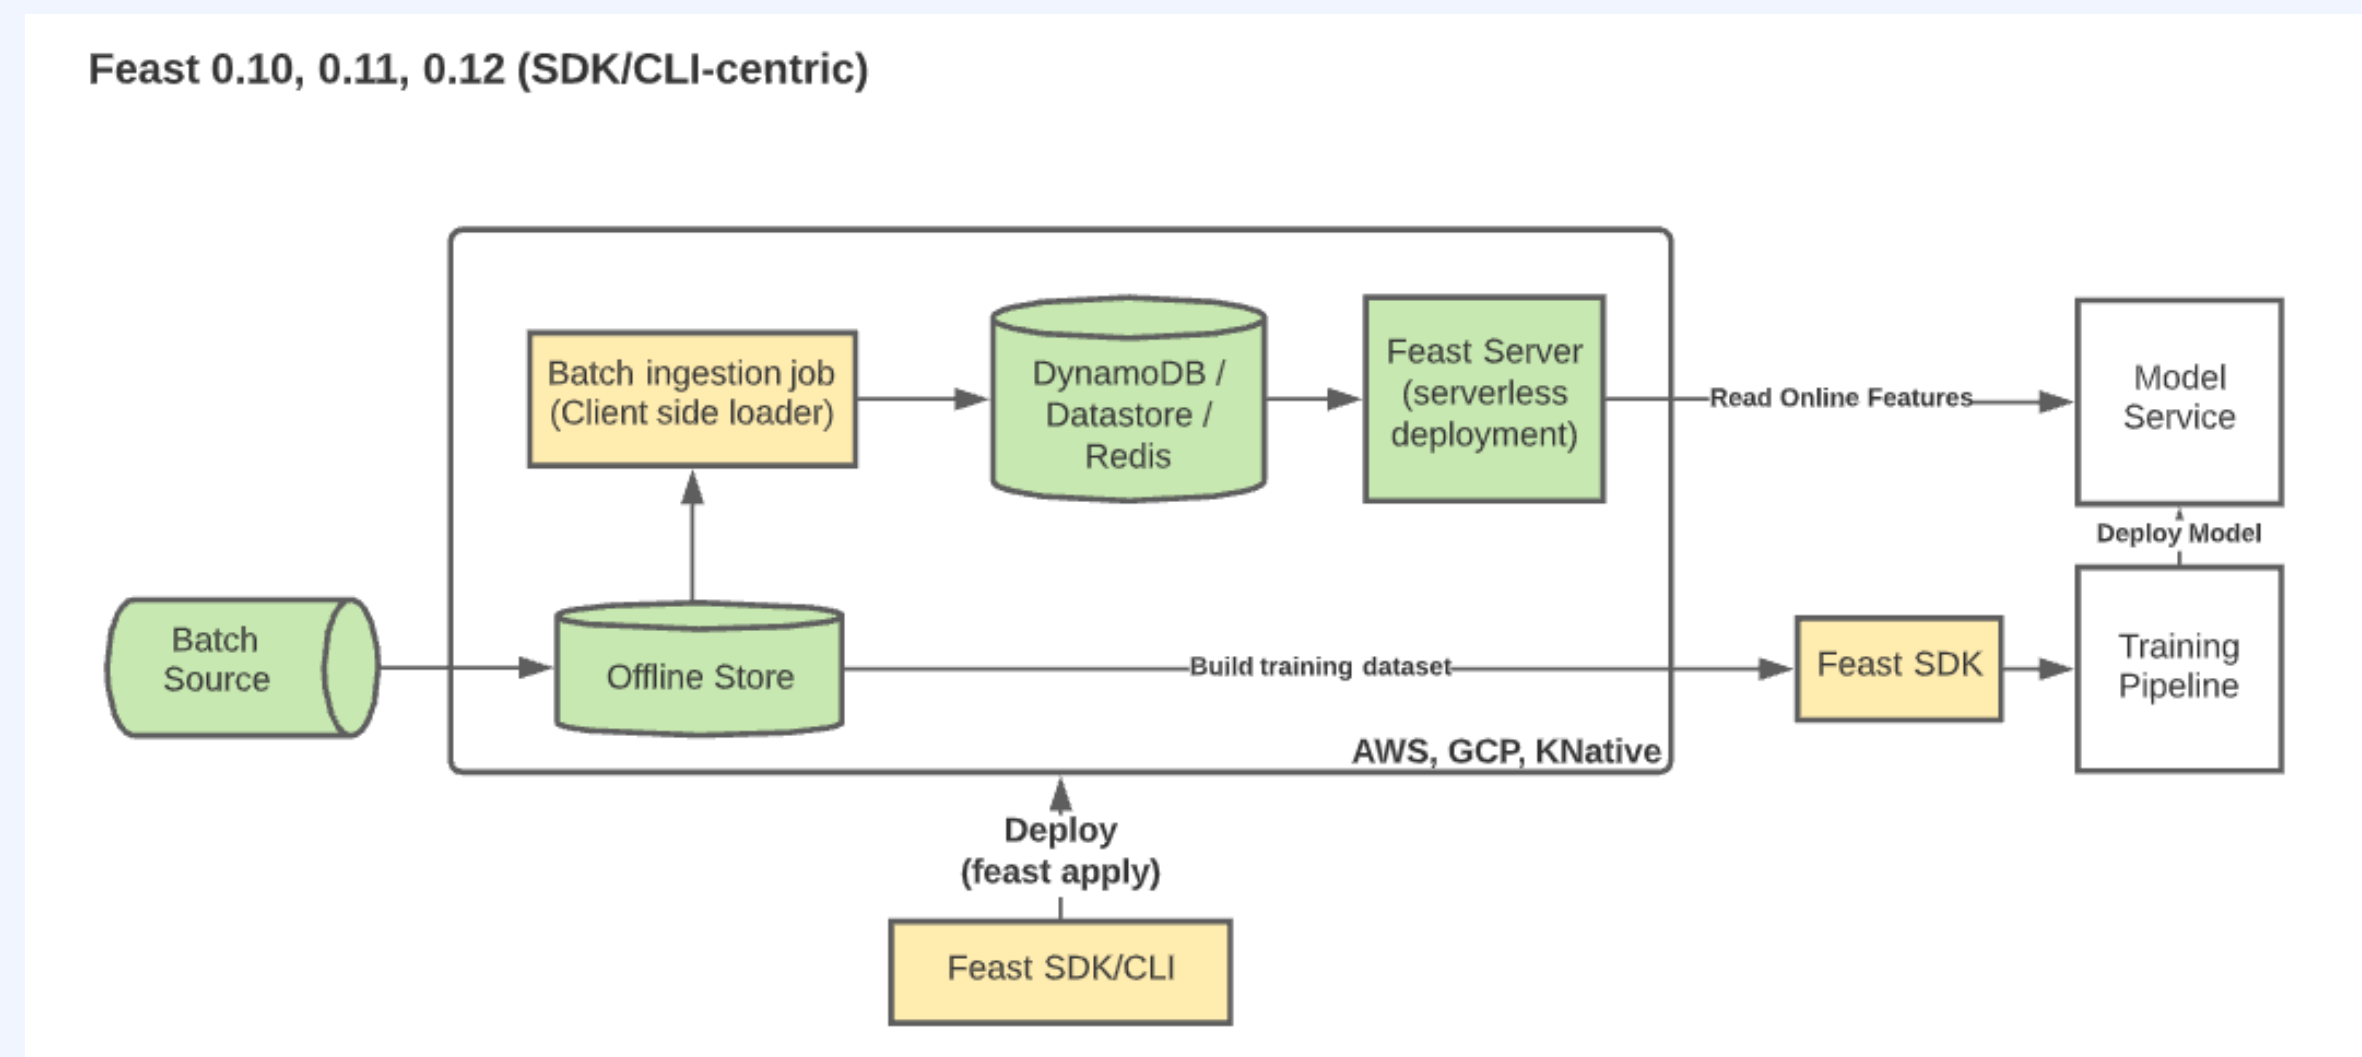 Feast 0.10, 0.11, 0.12 (SDK/CLI-centric)
Batch ingestion job
(Client side loader)
DynamoDB /
Datastore /
Redis
Feast Server
(serverless
deployment)
Read Online Features
Model
Service
Deploy Model
Batch
Source
Offline Store
Build training dataset
Feast SDK
Training
Pipeline
AWS, GCP, KNative
Deploy
(feast apply)
Feast SDK/CLI